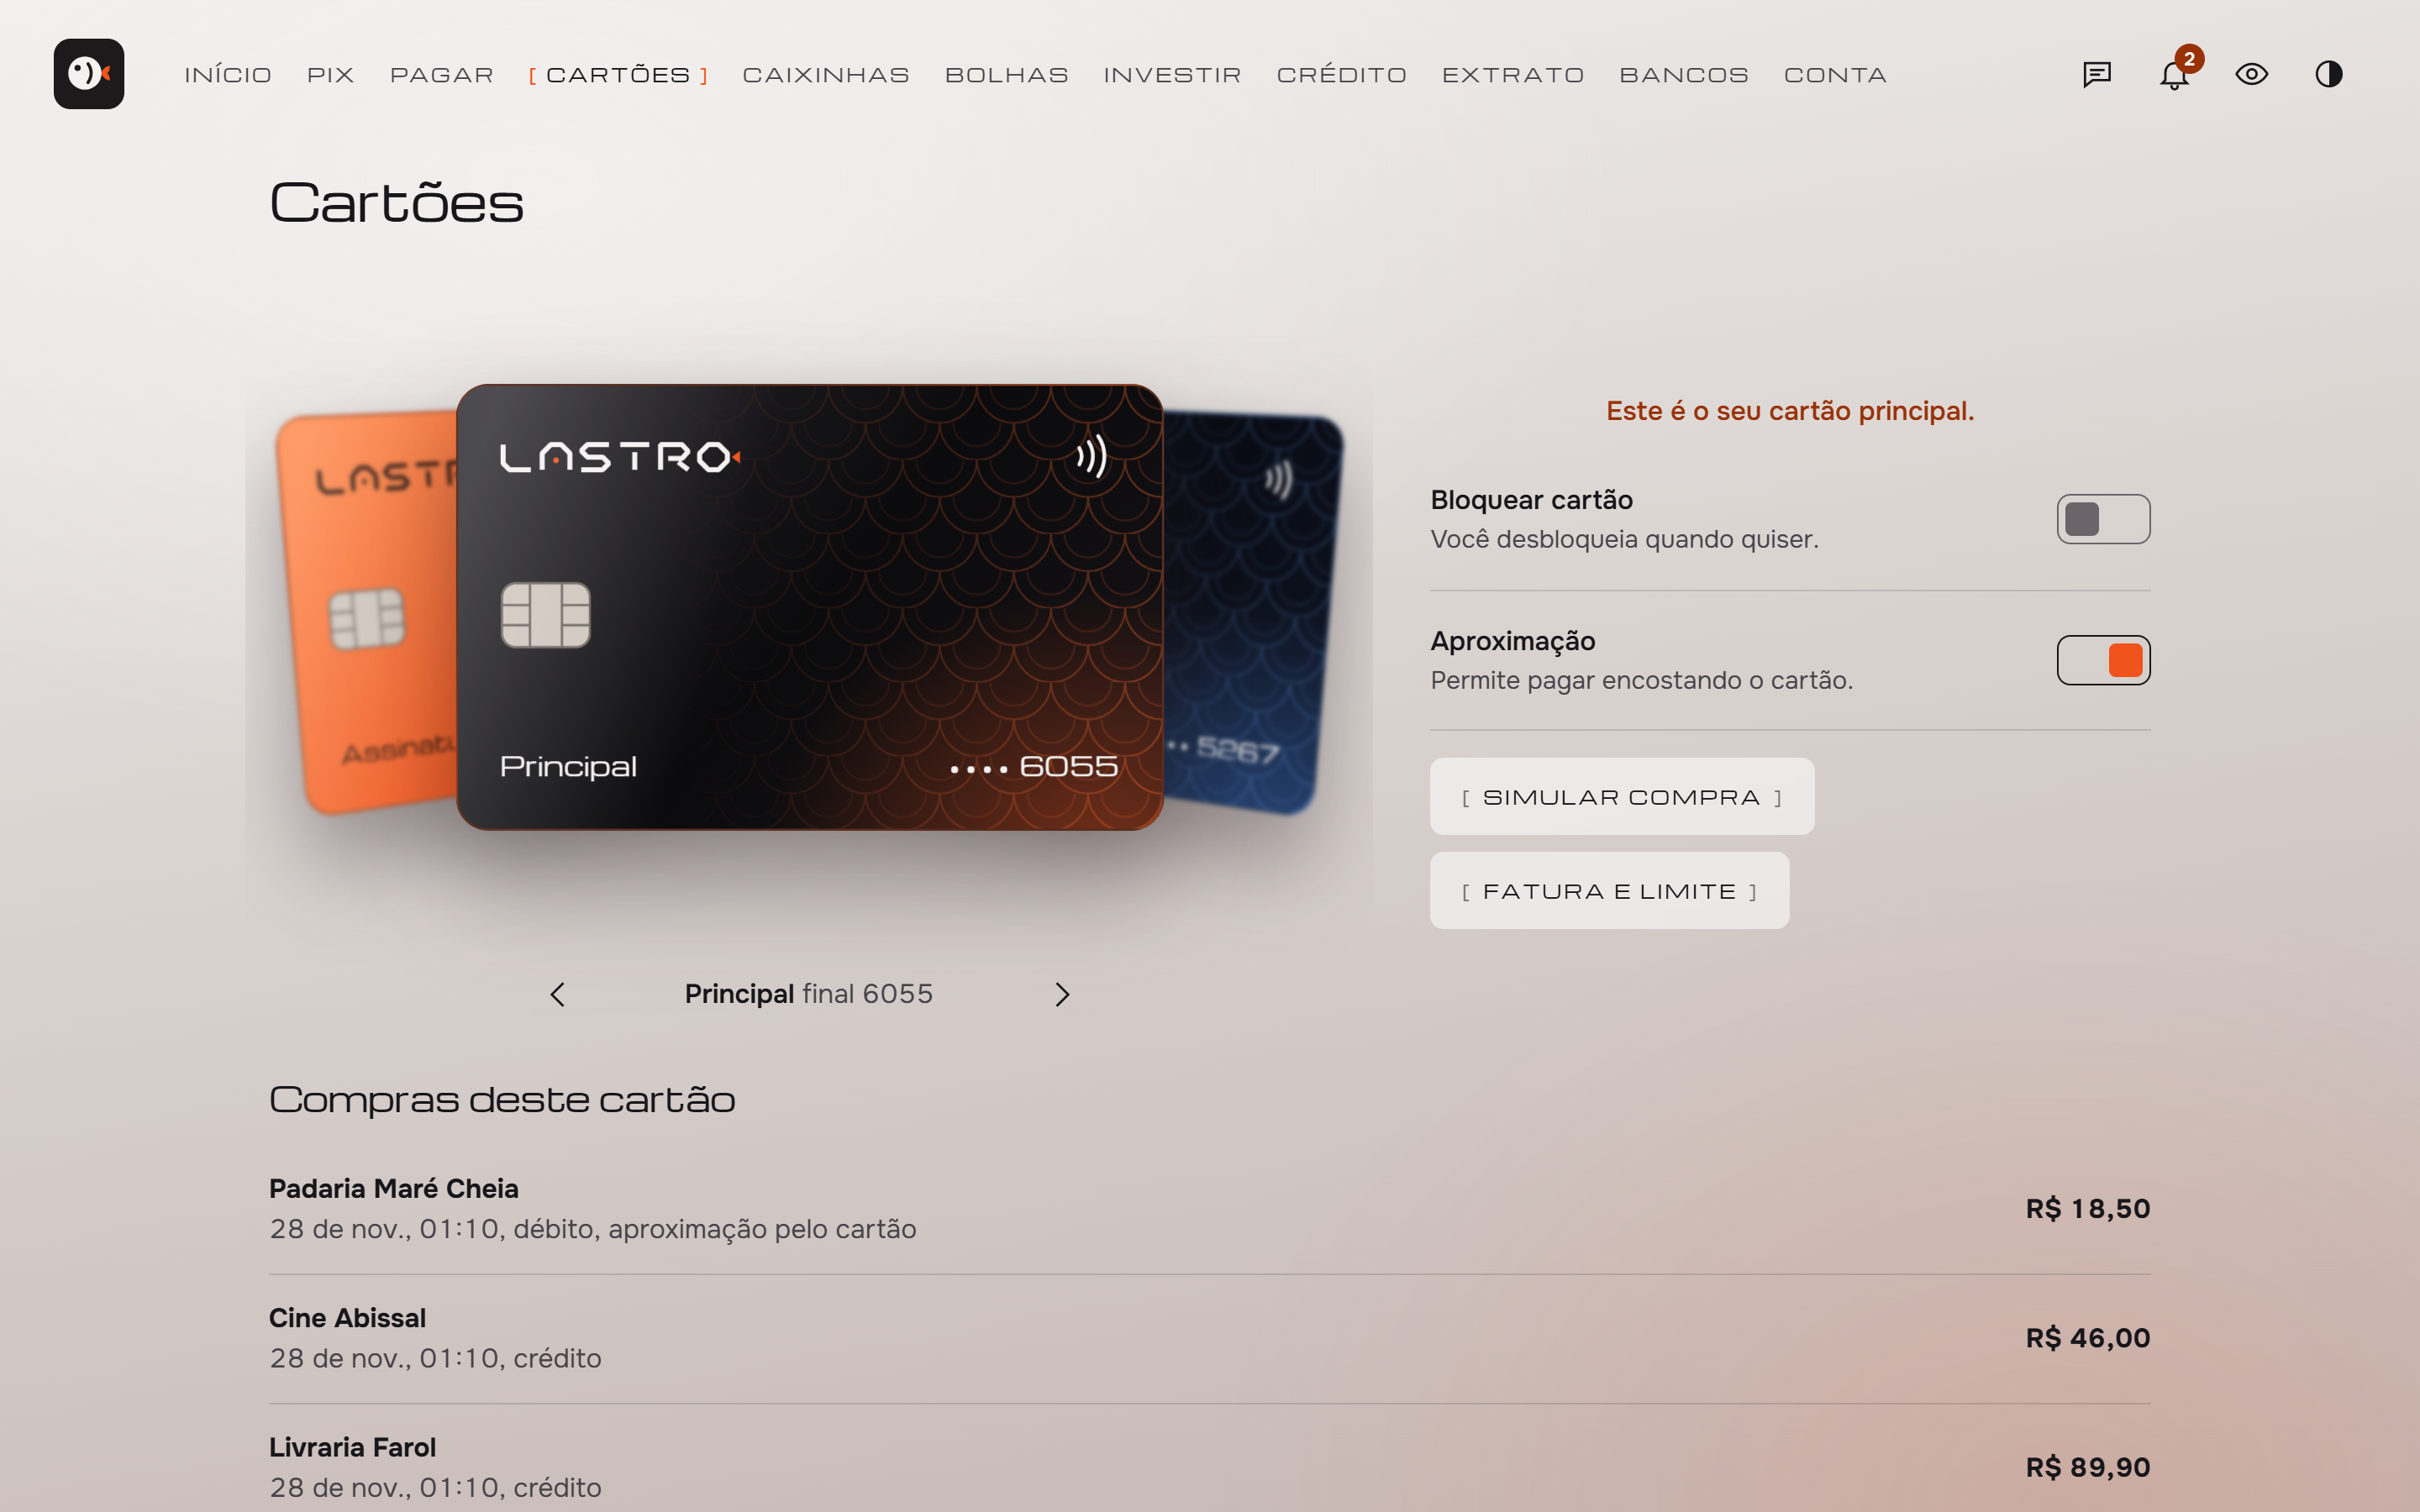 INÍCIO PIX PAGAR [ CARTÕES ] CAIXINHAS BOLHAS INVESTIR CRÉDITO EXTRATO BANCOS CONTA 2
Cartões
LASTRO
Este é o seu cartão principal.
Bloquear cartão
Você desbloqueia quando quiser.
Aproximação
Permite pagar encostando o cartão.
Principal •••• 6055
•• 5267
[ SIMULAR COMPRA ]
[ FATURA E LIMITE ]
Principal final 6055
Compras deste cartão
Padaria Maré Cheia
28 de nov., 01:10, débito, aproximação pelo cartão
R$ 18,50
Cine Abissal
28 de nov., 01:10, crédito
R$ 46,00
Livraria Farol
28 de nov., 01:10, crédito
R$ 89,90